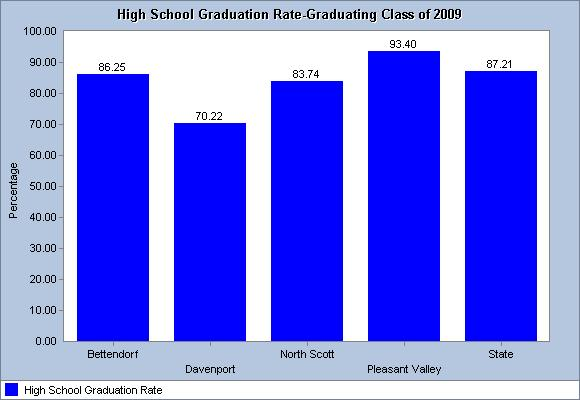 High School Graduation Rate-Graduating Class of 2009
100.00
90.00
80.00
70.00
60.00
50.00
40.00
30.00
20.00
10.00
0.00
Percentage
86.25
70.22
83.74
93.40
87.21
Bettendorf
Davenport
North Scott
Pleasant Valley
State
High School Graduation Rate